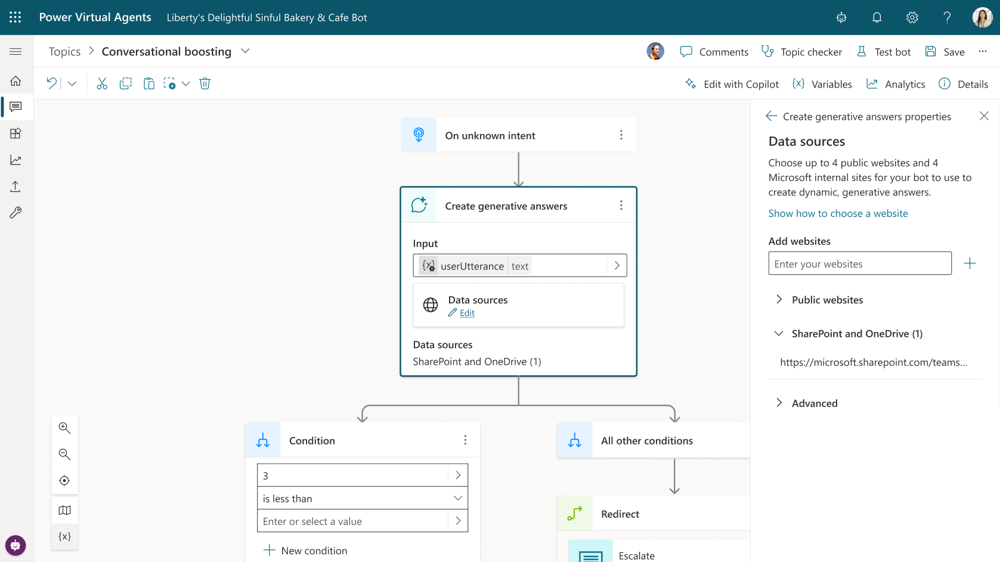 Power Virtual Agents
Liberty's Delightful Sinful Bakery & Cafe Bot
Topics > Conversational boosting
Comments
Topic checker
Test bot
Save
Edit with Copilot
{x} Variables
Analytics
Details
On unknown intent
Create generative answers
Input
{x} userUtterance text
Data sources
Edit
Data sources
SharePoint and OneDrive (1)
Condition
3
is less than
Enter or select a value
New condition
All other conditions
Redirect
Escalate
Create generative answers properties
Data sources
Choose up to 4 public websites and 4
Microsoft internal sites for your bot to use to
create dynamic, generative answers.
Show how to choose a website
Add websites
Enter your websites
Public websites
SharePoint and OneDrive (1)
https://microsoft.sharepoint.com/teams...
Advanced
{x}